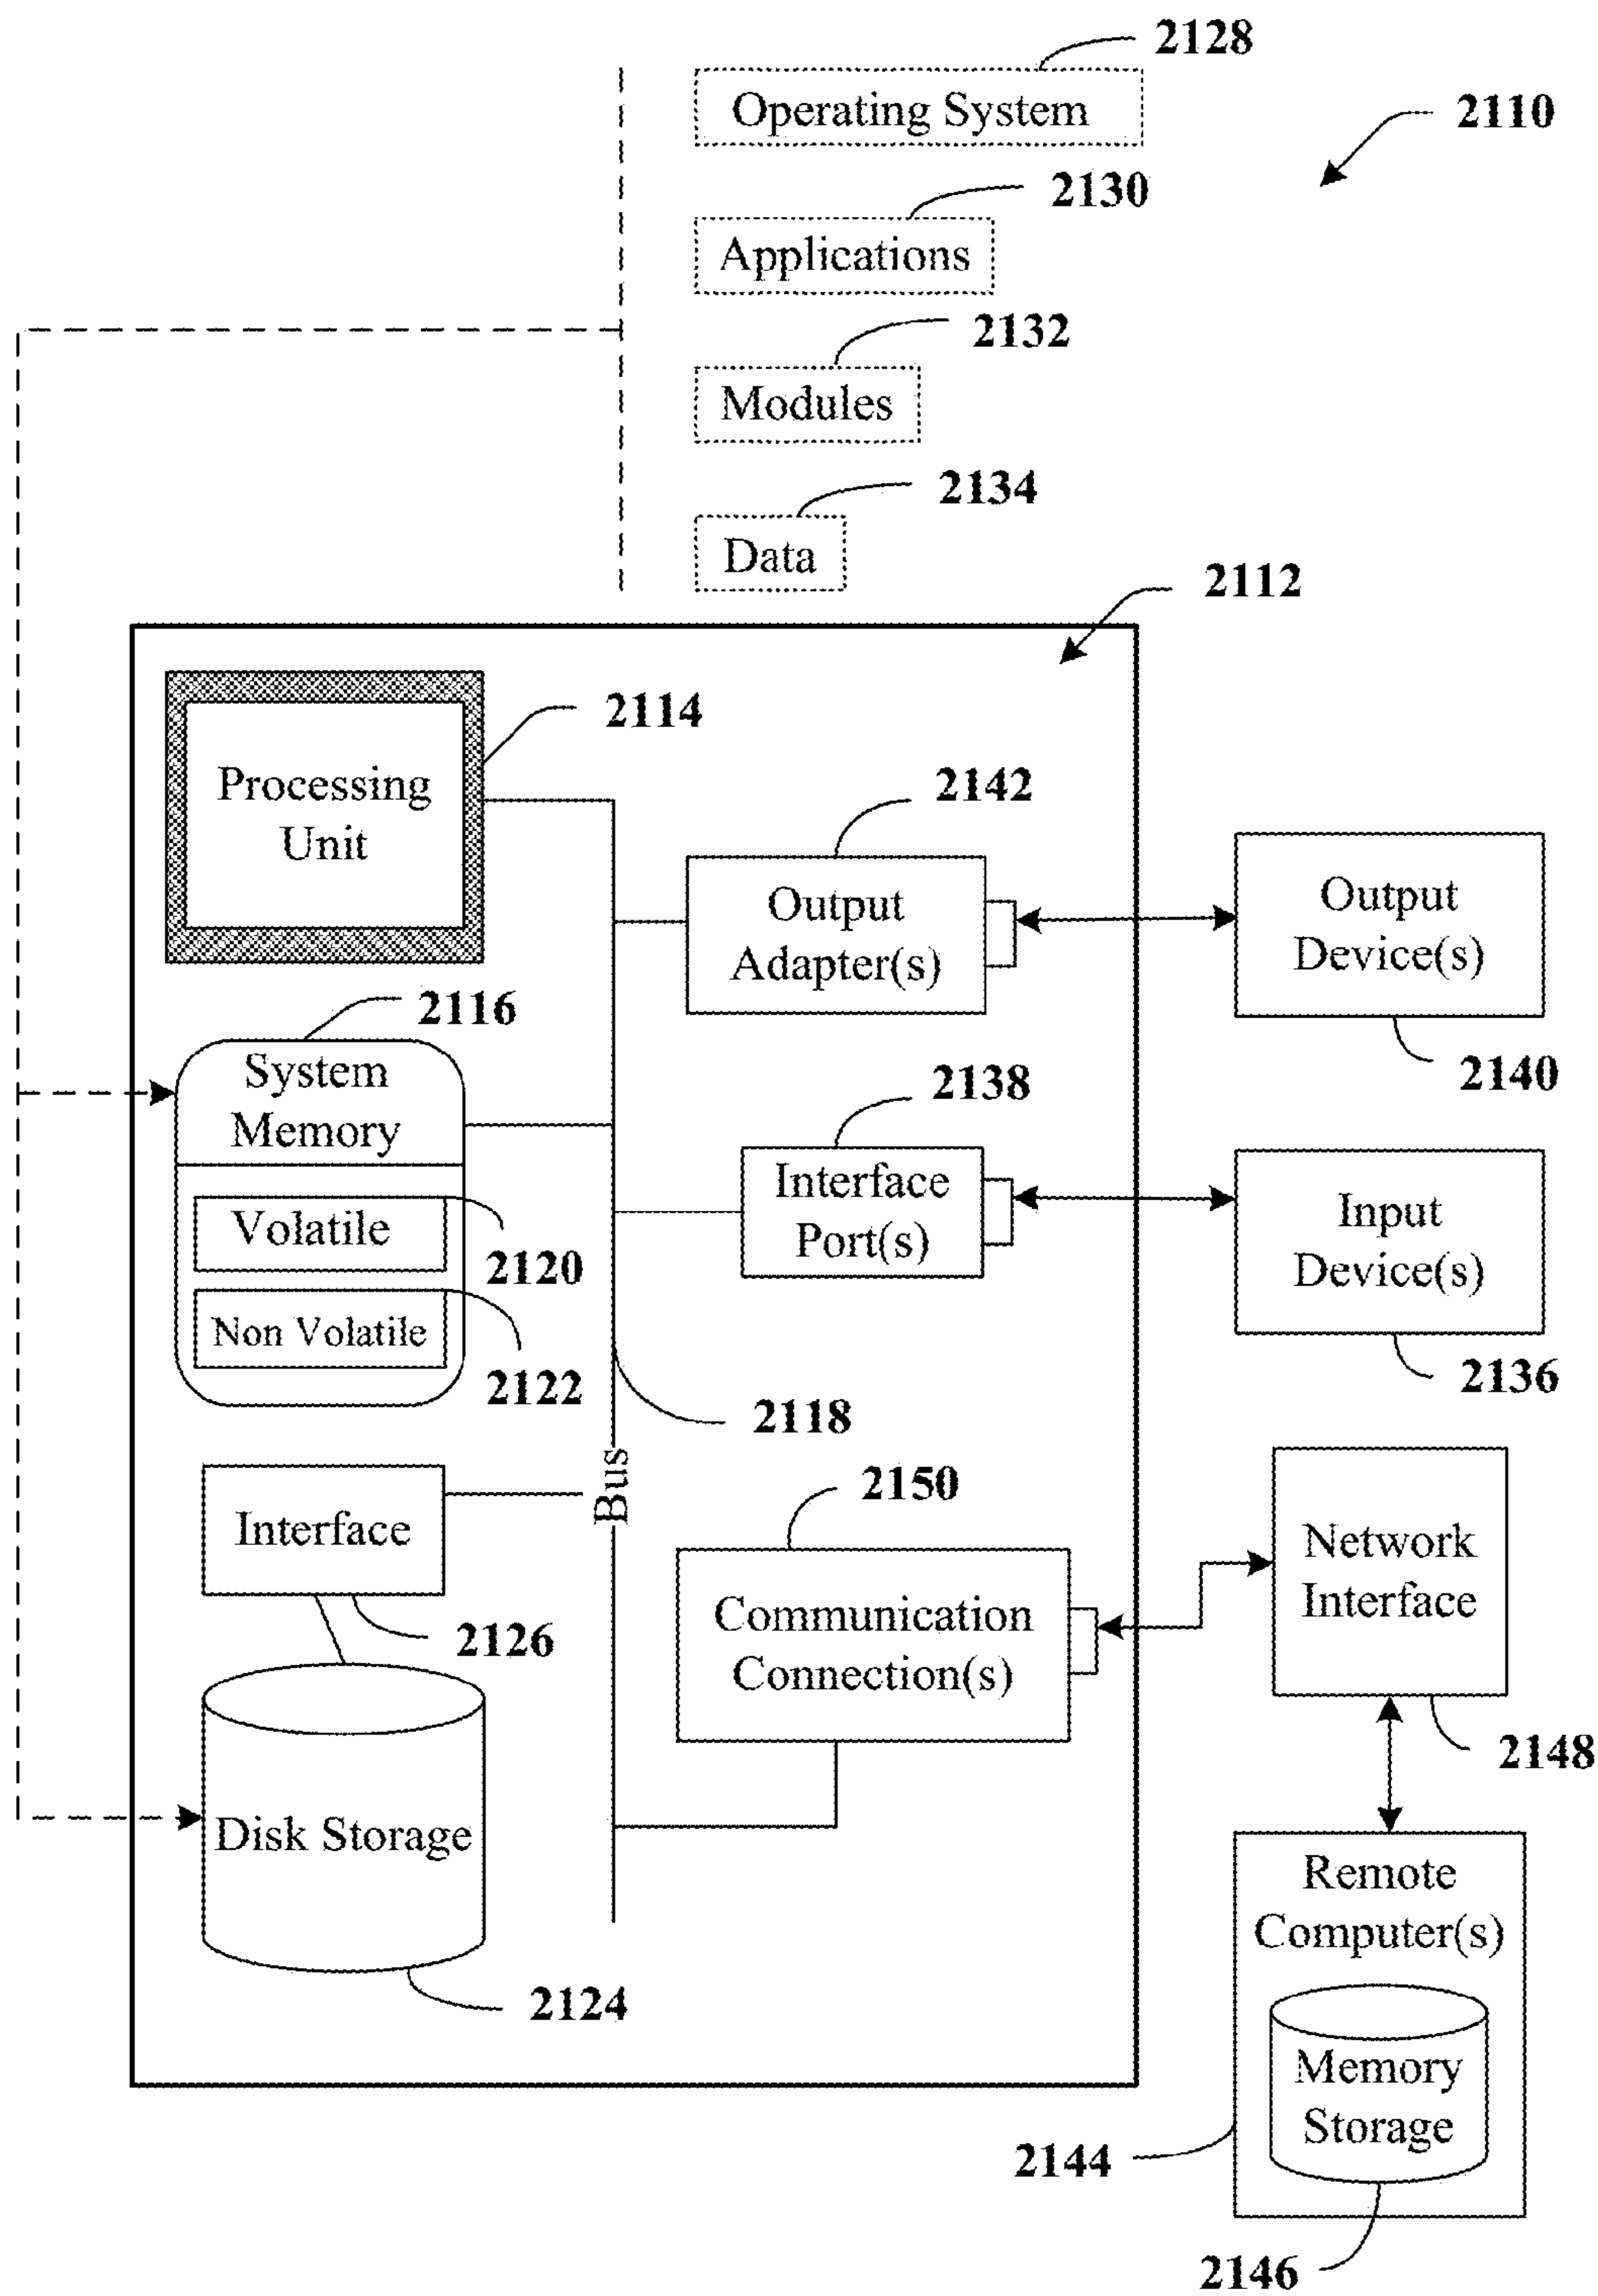 2128
Operating System
2110
2130
Applications
2132
Modules
2134
Data
2112
2114
Processing
Unit
2142
Output
Adapter(s)
Output
Device(s)
2140
2116
System
Memory
2138
Interface
Port(s)
Input
Device(s)
2136
Volatile
2120
Non Volatile
2122
2118
Bus
2150
Interface
2126
Communication
Connection(s)
Network
Interface
2148
Disk Storage
2124
Remote
Computer(s)
Memory
Storage
2144
2146